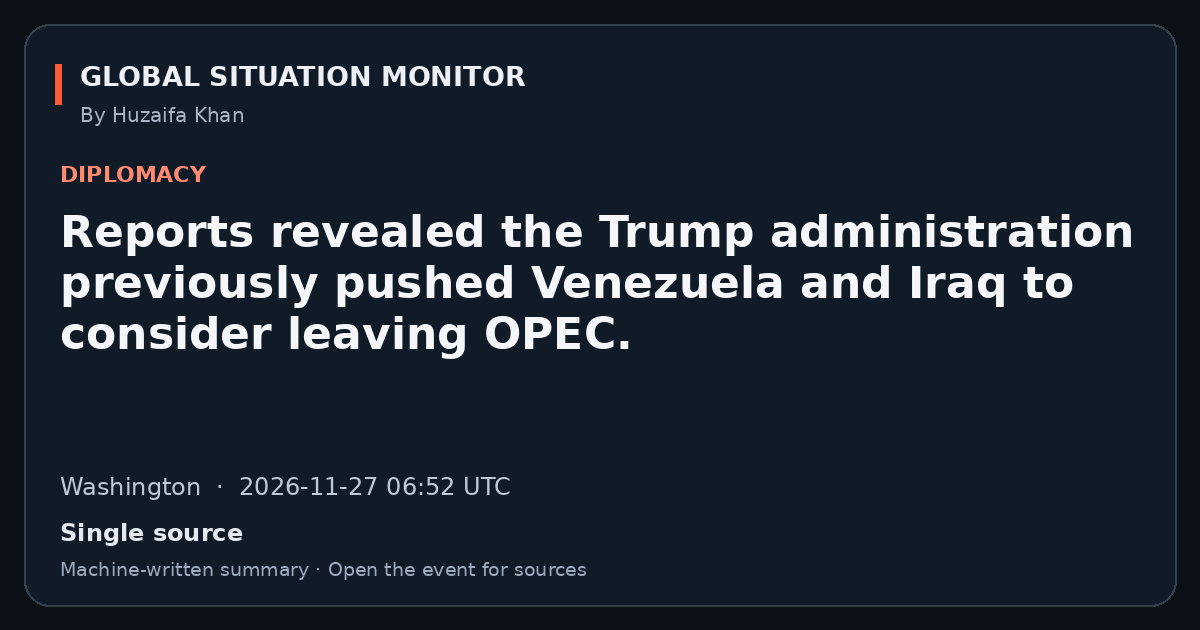 GLOBAL SITUATION MONITOR
By Huzaifa Khan
DIPLOMACY
Reports revealed the Trump administration
previously pushed Venezuela and Iraq to
consider leaving OPEC.
Washington · 2026-11-27 06:52 UTC
Single source
Machine-written summary · Open the event for sources